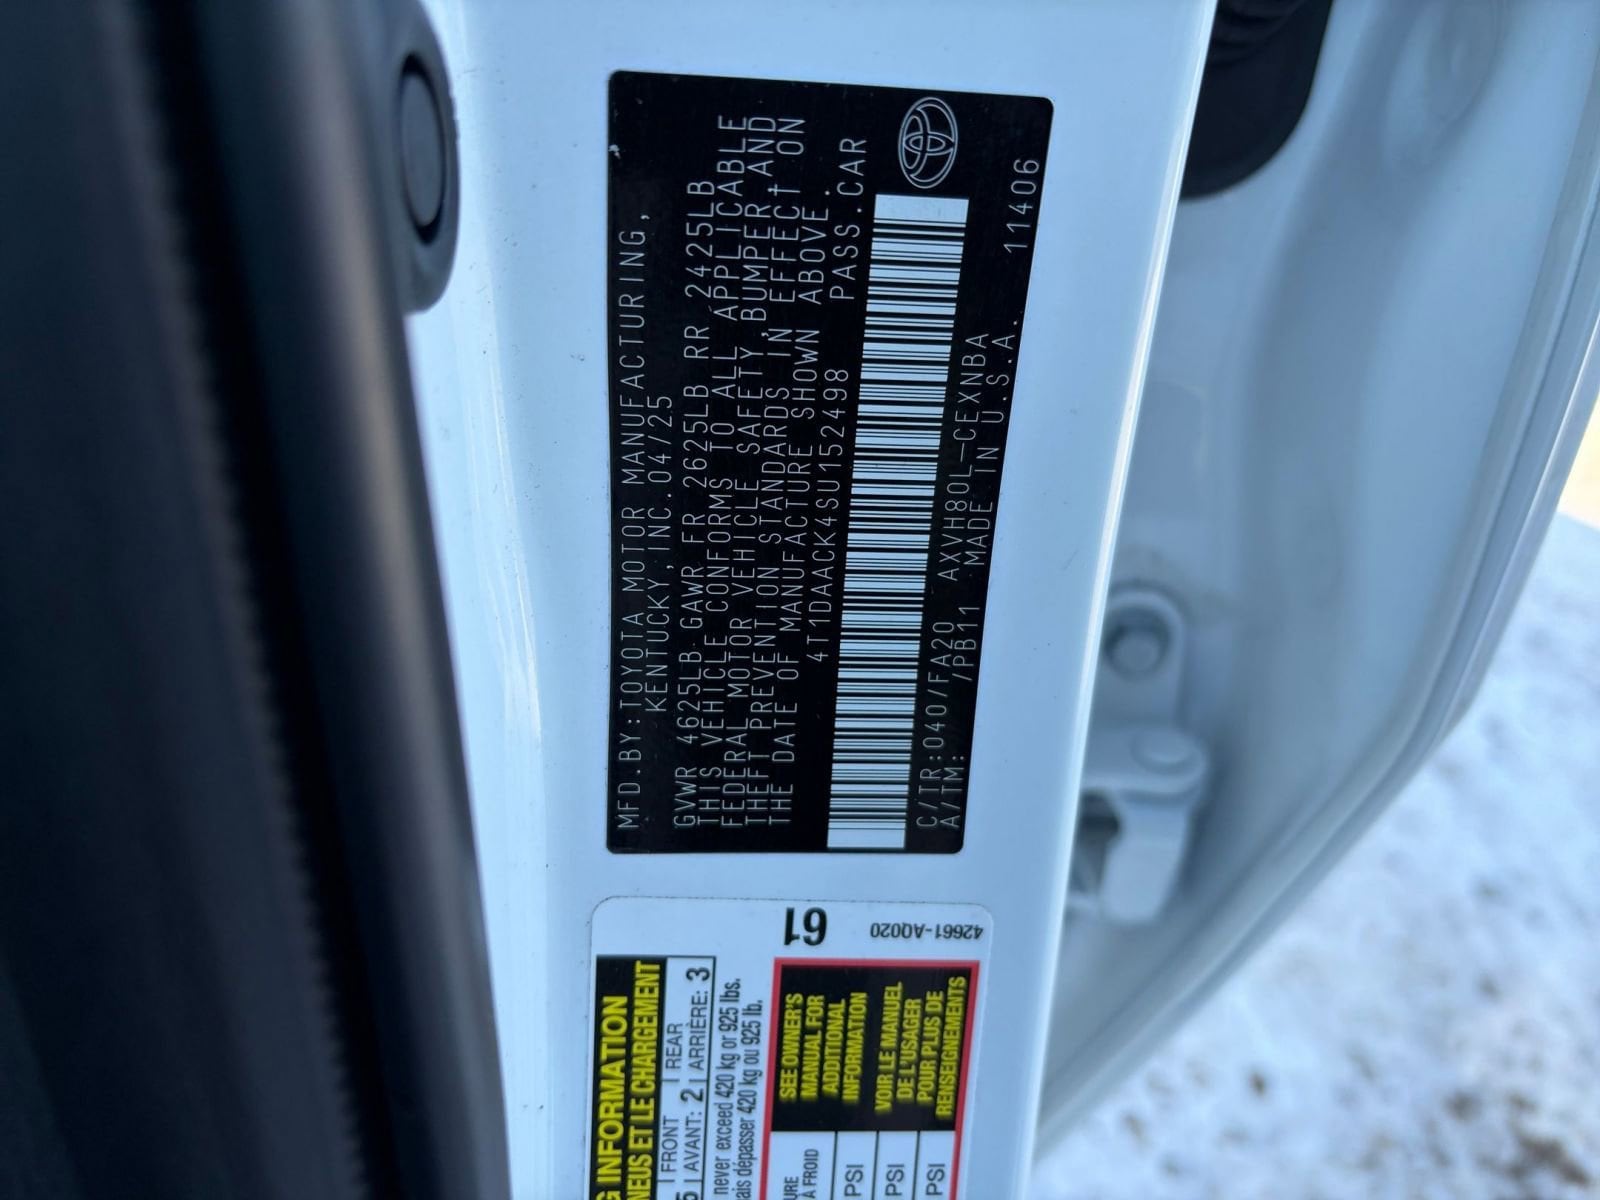 MFD.BY:TOYOTA MOTOR MANUFACTURING,
KENTUCKY,INC.04/25
GVWR 4625LB GAWR FR 2625LB RR 2425LB
THIS VEHICLE CONFORMS TO ALL APPLICABLE
FEDERAL MOTOR VEHICLE SAFETY,BUMPER,AND
THEFT PREVENTION STANDARDS IN EFFECT ON
THE DATE OF MANUFACTURE SHOWN ABOVE.
4T1DAACK4SU152498 PASS.CAR
C/TR:040/FA20 AXVH80L-CEXNBA
A/TM: /PB11 MADE IN U.S.A. 11406
61
42661-AQ020
INFORMATION
ET LE CHARGEMENT
FRONT REAR
AVANT: 2 ARRIÈRE: 3
never exceed 420 kg or 925 lbs.
dépasser 420 kg ou 925 lb.
SEE OWNER'S
MANUAL FOR
ADDITIONAL
INFORMATION
VOIR LE MANUEL
DE L'USAGER
POUR PLUS DE
RENSEIGNEMENTS
À FROID
PSI
PSI
PSI